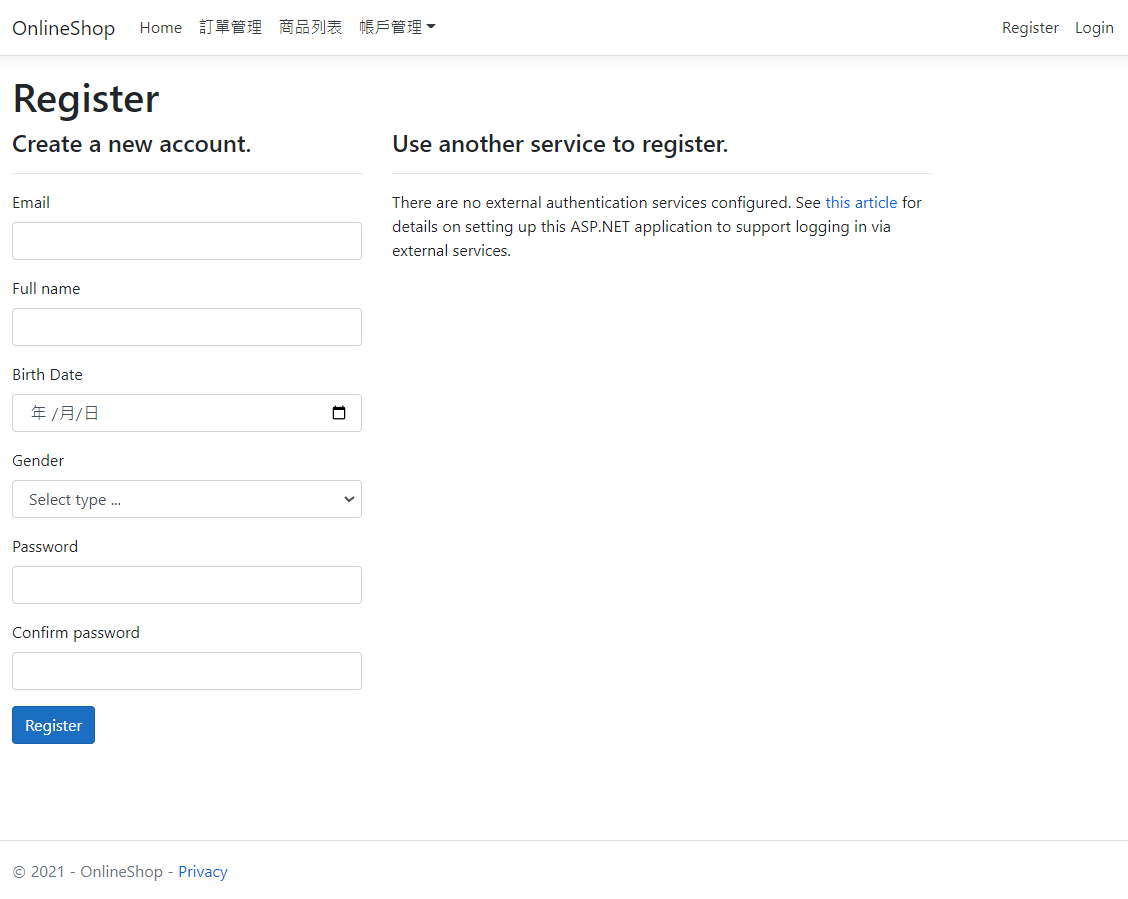 OnlineShop Home 訂單管理 商品列表 帳戶管理 Register Login
Register
Create a new account.
Email
Full name
Birth Date
年 /月/日
Gender
Select type ...
Password
Confirm password
Register
Use another service to register.
There are no external authentication services configured. See this article for
details on setting up this ASP.NET application to support logging in via
external services.
© 2021 - OnlineShop - Privacy